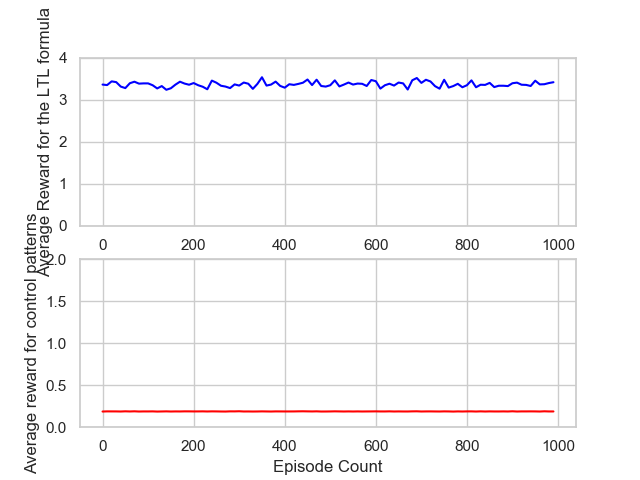 Average Reward for the LTL formula
4
3
2
1
0
0 200 400 600 800 1000
Average reward for control patterns
2.0
1.5
1.0
0.5
0.0
0 200 400 600 800 1000
Episode Count